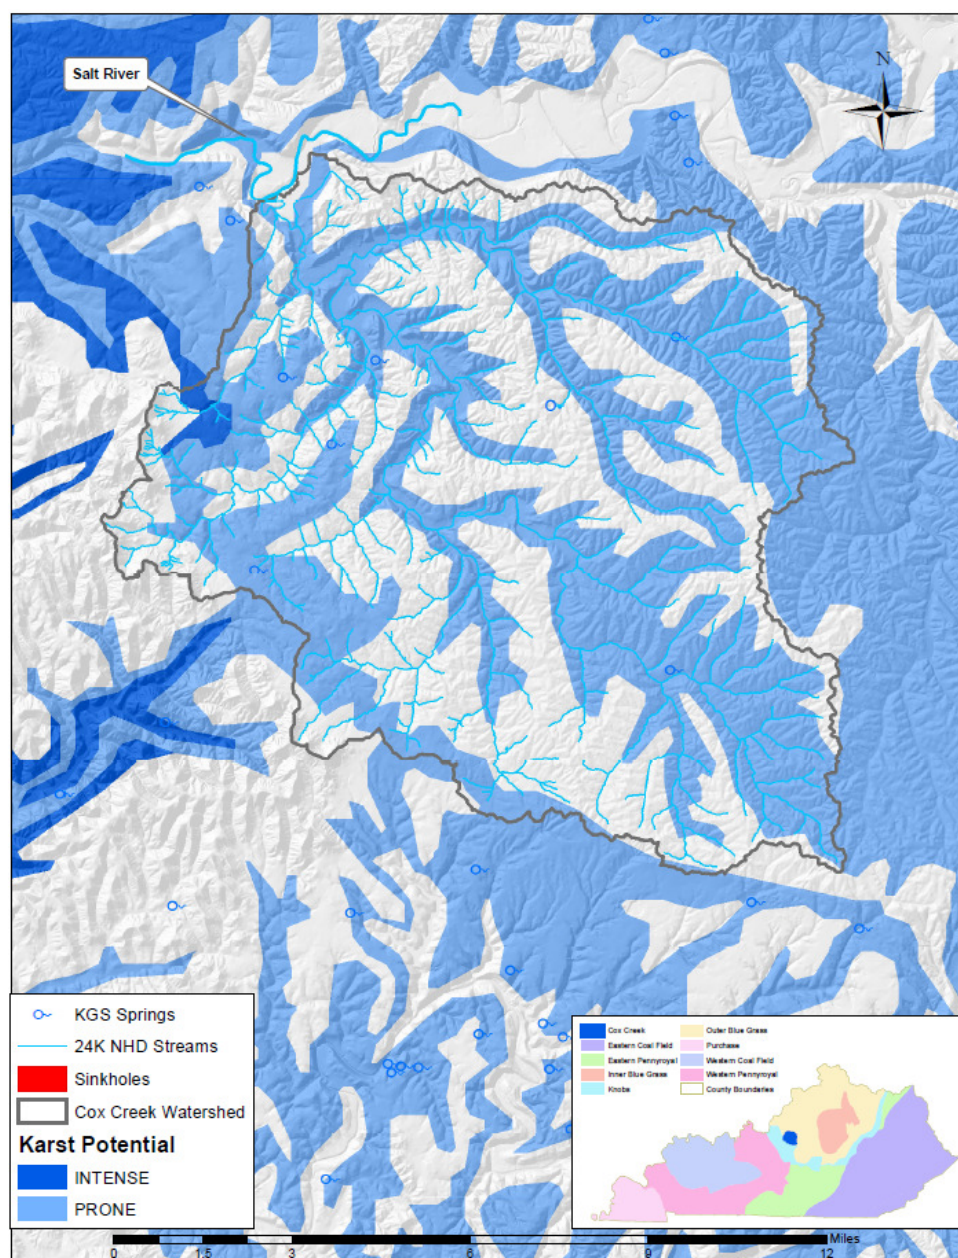 Salt River
N
KGS Springs
24K NHD Streams
Sinkholes
Cox Creek Watershed
Karst Potential
INTENSE
PRONE
Cox Creek
Eastern Coal Field
Eastern Pennyroyal
Inner Blue Grass
Knobs
Outer Blue Grass
Purchase
Western Coal Field
Western Pennyroyal
County Boundaries
0 1.5 3 6 9 12 Miles